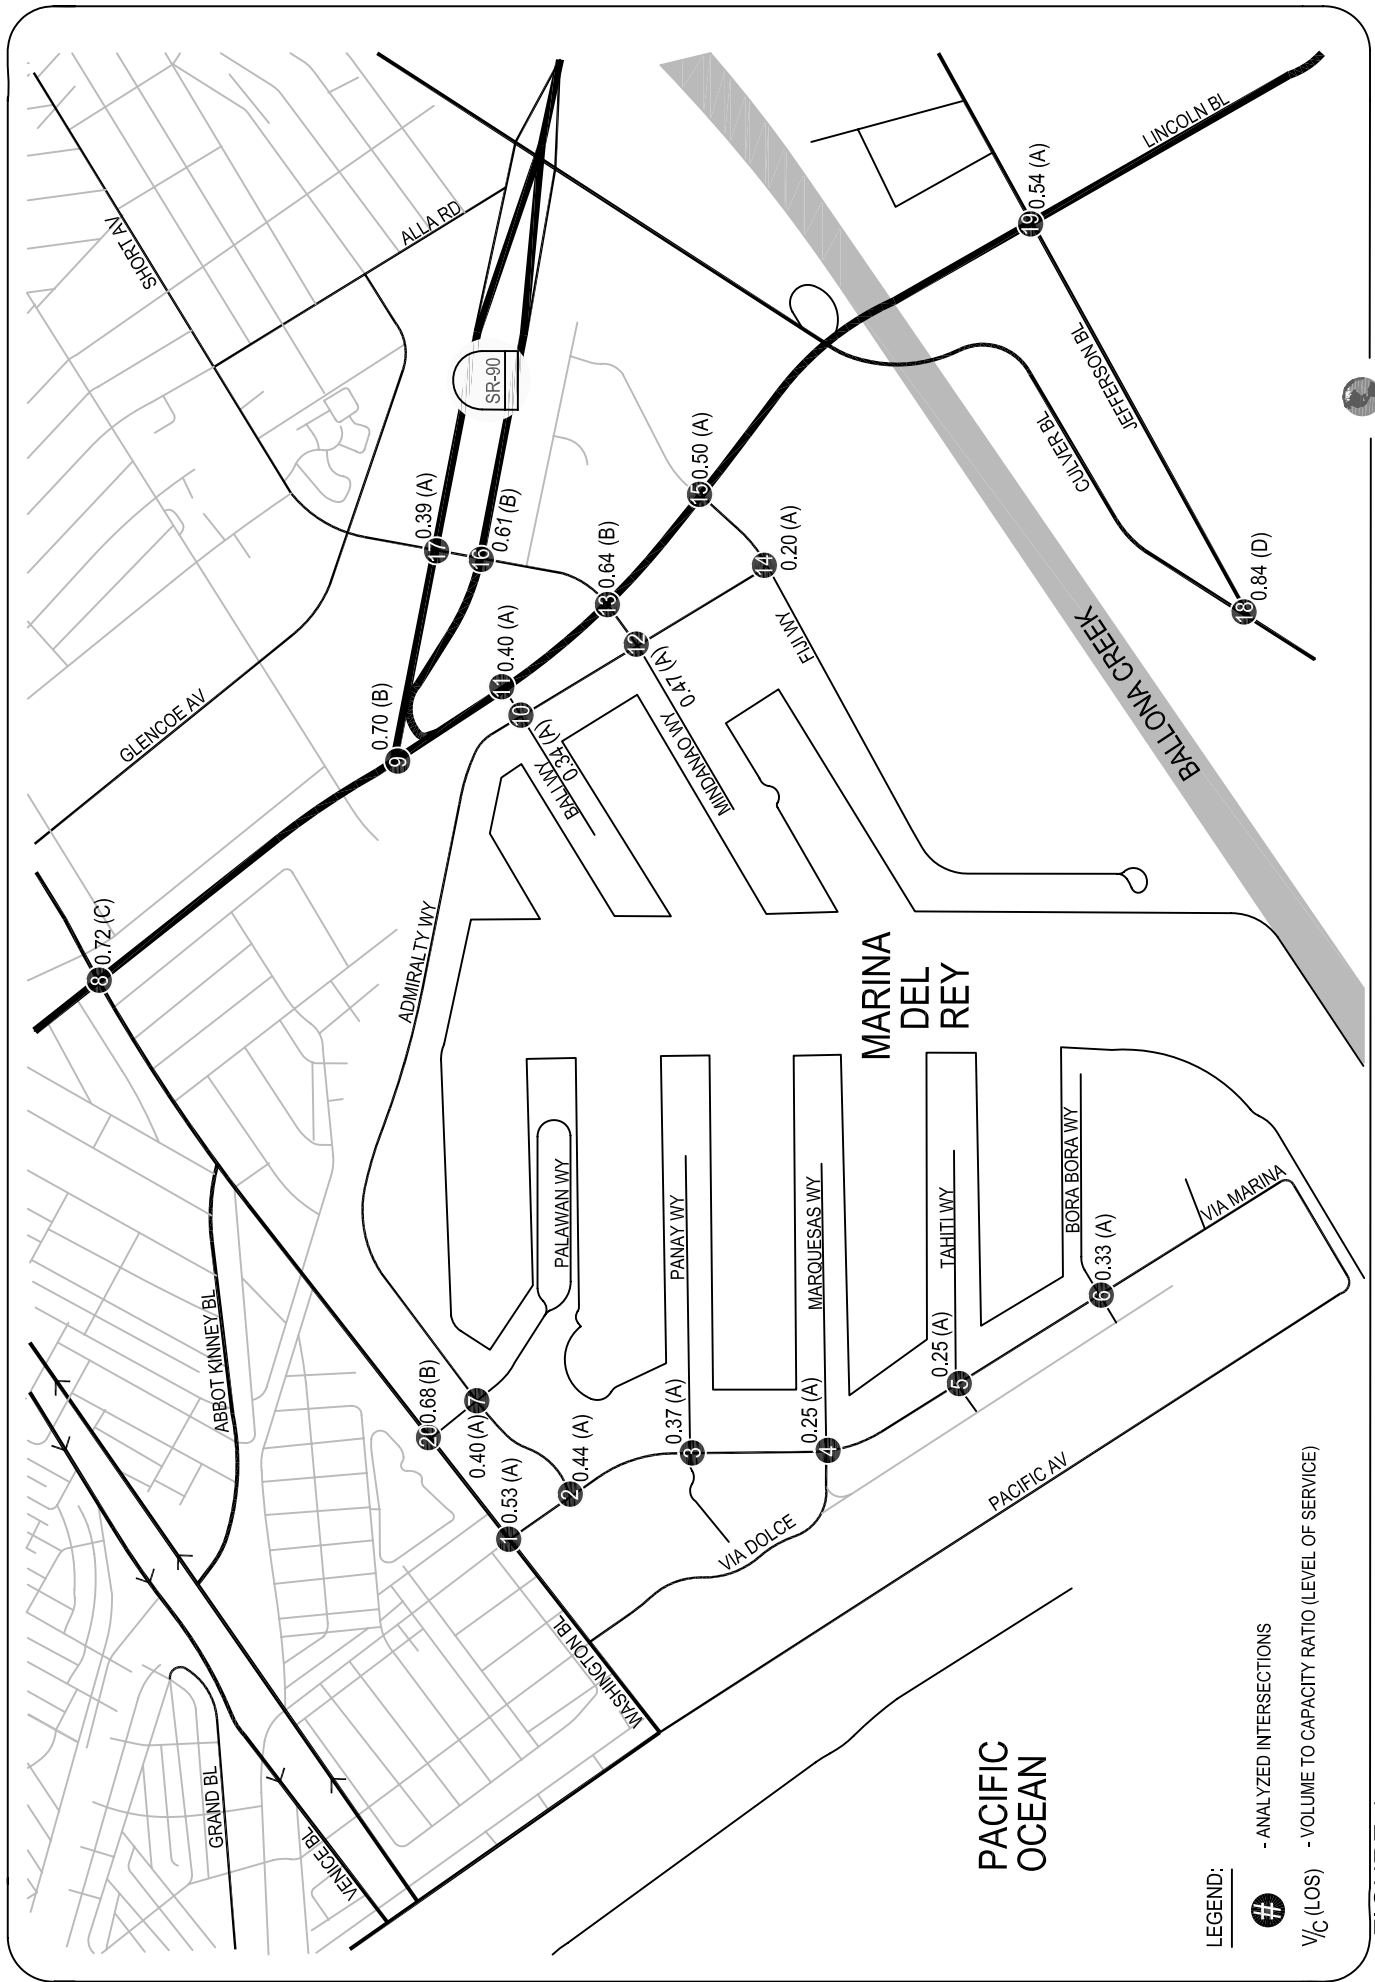 GRAND BL
VENICE BL
ABBOT KINNEY BL
WASHINGTON BL
SHORT AV
ALLA RD
GLENCOE AV
SR-90
LINCOLN BL
JEFFERSON BL
CULVER BL
BALLONA CREEK
ADMIRALTY WY
BALI WY
MINDANAO WY
FIJI WY
PALAWAN WY
PANAY WY
MARQUESAS WY
TAHITI WY
BORA BORA WY
VIA MARINA
VIA DOLCE
PACIFIC AV
MARINA
DEL
REY
PACIFIC
OCEAN
1 0.53 (A)
2 0.44 (A)
3 0.37 (A)
4 0.25 (A)
5 0.25 (A)
6 0.33 (A)
7 0.40 (A)
8 0.72 (C)
9 0.70 (B)
10 0.34 (A)
11 0.40 (A)
12 0.47 (A)
13 0.64 (B)
14 0.20 (A)
15 0.50 (A)
16 0.61 (B)
17 0.39 (A)
18 0.84 (D)
19 0.54 (A)
20 0.68 (B)
LEGEND:
# - ANALYZED INTERSECTIONS
V/C (LOS) - VOLUME TO CAPACITY RATIO (LEVEL OF SERVICE)